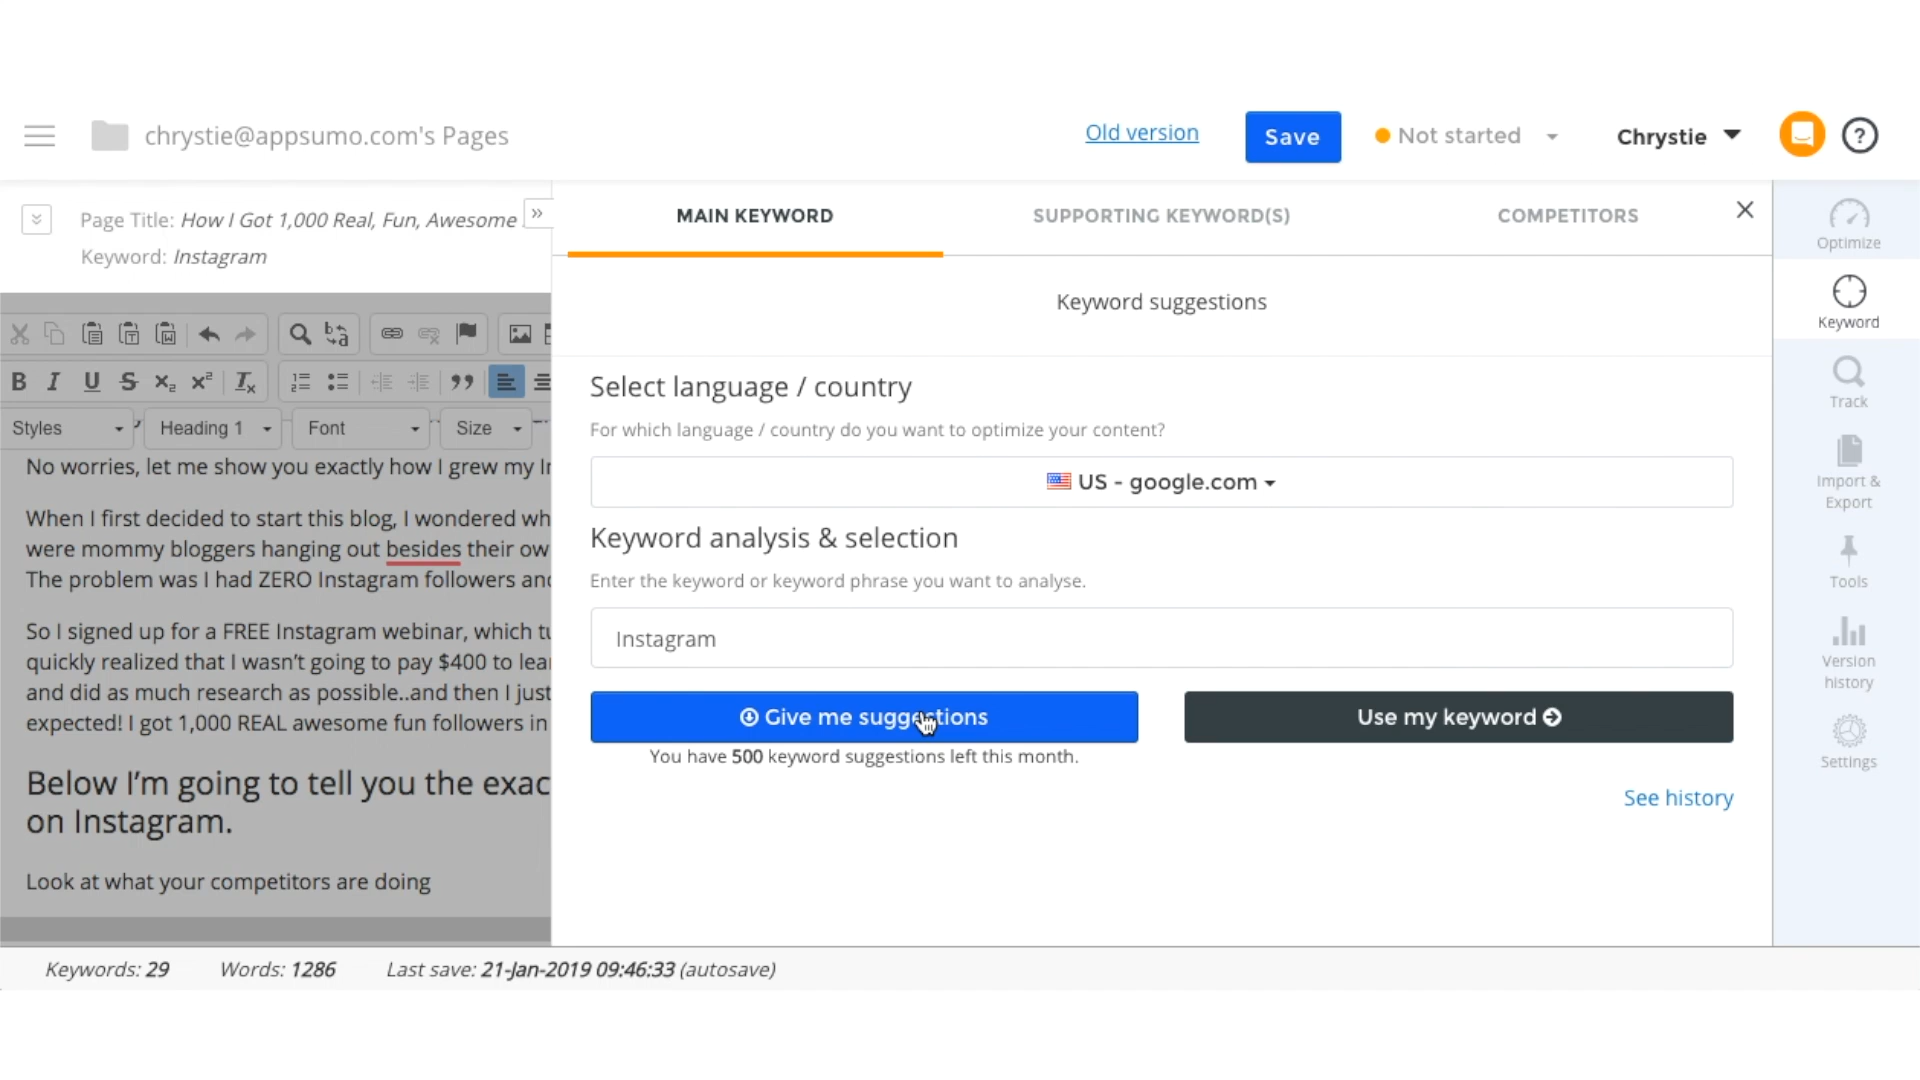 chrystie@appsumo.com's Pages
Old version
Save
Not started
Chrystie
?
Page Title: How I Got 1,000 Real, Fun, Awesome
Keyword: Instagram
MAIN KEYWORD
SUPPORTING KEYWORD(S)
COMPETITORS
Optimize
Keyword
Track
Import &
Export
Tools
Version
history
Settings
Styles
Heading 1
Font
Size
No worries, let me show you exactly how I grew my
When I first decided to start this blog, I wondered
were mommy bloggers hanging out besides their
The problem was I had ZERO Instagram followers
So I signed up for a FREE Instagram webinar, which
quickly realized that I wasn't going to pay $400 to
and did as much research as possible..and then I just
expected! I got 1,000 REAL awesome fun followers in
Below I'm going to tell you the
on Instagram.
Look at what your competitors are doing
Keyword suggestions
Select language / country
For which language / country do you want to optimize your content?
US - google.com
Keyword analysis & selection
Enter the keyword or keyword phrase you want to analyse.
Instagram
Give me suggestions
Use my keyword
You have 500 keyword suggestions left this month.
See history
Keywords: 29
Words: 1286
Last save: 21-Jan-2019 09:46:33 (autosave)